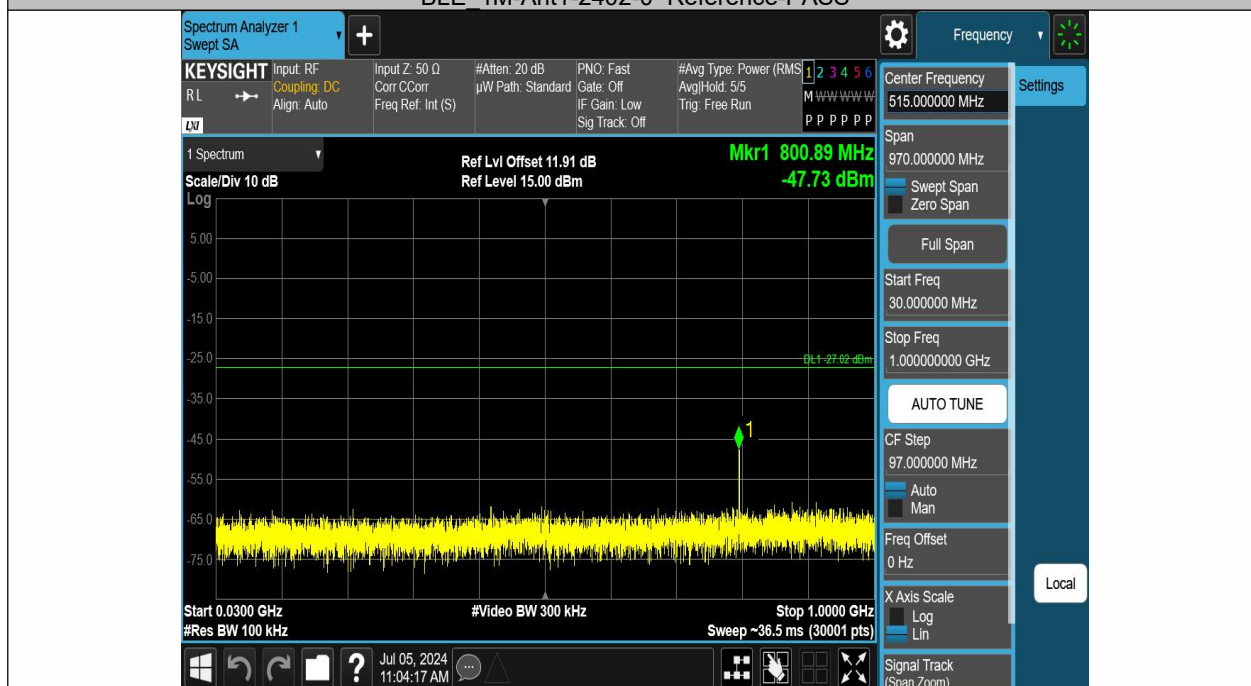 Spectrum Analyzer 1
Swept SA
Frequency
KEYSIGHT
RL
LXI
Input: RF
Coupling: DC
Align: Auto
Input Z: 50 Ω
Corr CCorr
Freq Ref: Int (S)
#Atten: 20 dB
µW Path: Standard
PNO: Fast
Gate: Off
IF Gain: Low
Sig Track: Off
#Avg Type: Power (RMS
Avg|Hold: 5/5
Trig: Free Run
1 2 3 4 5 6
M W W W W W
P P P P P P
1 Spectrum
Scale/Div 10 dB
Log
Ref Lvl Offset 11.91 dB
Ref Level 15.00 dBm
Mkr1 800.89 MHz
-47.73 dBm
5.00
-5.00
-15.0
-25.0
DL1 -27.02 dBm
-35.0
-45.0
1
-55.0
-65.0
-75.0
Start 0.0300 GHz
#Res BW 100 kHz
#Video BW 300 kHz
Stop 1.0000 GHz
Sweep ~36.5 ms (30001 pts)
Jul 05, 2024
11:04:17 AM
Center Frequency
515.000000 MHz
Span
970.000000 MHz
Swept Span
Zero Span
Full Span
Start Freq
30.000000 MHz
Stop Freq
1.000000000 GHz
AUTO TUNE
CF Step
97.000000 MHz
Auto
Man
Freq Offset
0 Hz
X Axis Scale
Log
Lin
Signal Track
(Span Zoom)
Settings
Local